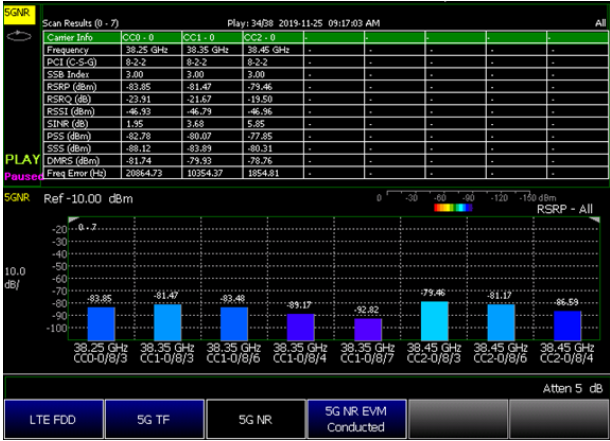 5GNR
Scan Results (0 - 7) Play: 34/38 2019-11-25 09:17:03 AM All
Carrier Info CC0 - 0 CC1 - 0 CC2 - 0 - - - - -
Frequency 38.25 GHz 38.35 GHz 38.45 GHz - - - - -
PCI (C-S-G) 8-2-2 8-2-2 8-2-2 - - - - -
SSB Index 3.00 3.00 3.00 - - - - -
RSRP (dBm) -83.85 -81.47 -79.46 - - - - -
RSRQ (dB) -23.91 -21.67 -19.50 - - - - -
RSSI (dBm) -46.93 -46.79 -46.96 - - - - -
SINR (dB) 1.95 3.68 5.85 - - - - -
PSS (dBm) -82.78 -80.07 -77.85 - - - - -
SSS (dBm) -88.12 -83.89 -80.31 - - - - -
PLAY DMRS (dBm) -81.74 -79.93 -78.76 - - - - -
Paused Freq Error (Hz) 20864.73 10354.37 1854.81 - - - - -
5GNR Ref -10.00 dBm 0 -30 -60 -90 -120 -150 dBm
RSRP - All
-20 0 - 7
-30
-40
-50
10.0 -60
dB/ -70
-80
-90
-100
-83.85 -81.47 -83.48 -89.17 -92.82 -79.46 -81.17 -86.59
38.25 GHz 38.35 GHz 38.35 GHz 38.35 GHz 38.35 GHz 38.45 GHz 38.45 GHz 38.45 GHz
CC0-0/8/3 CC1-0/8/3 CC1-0/8/6 CC1-0/8/4 CC1-0/8/7 CC2-0/8/3 CC2-0/8/6 CC2-0/8/4
Atten 5 dB
LTE FDD 5G TF 5G NR 5G NR EVM
Conducted